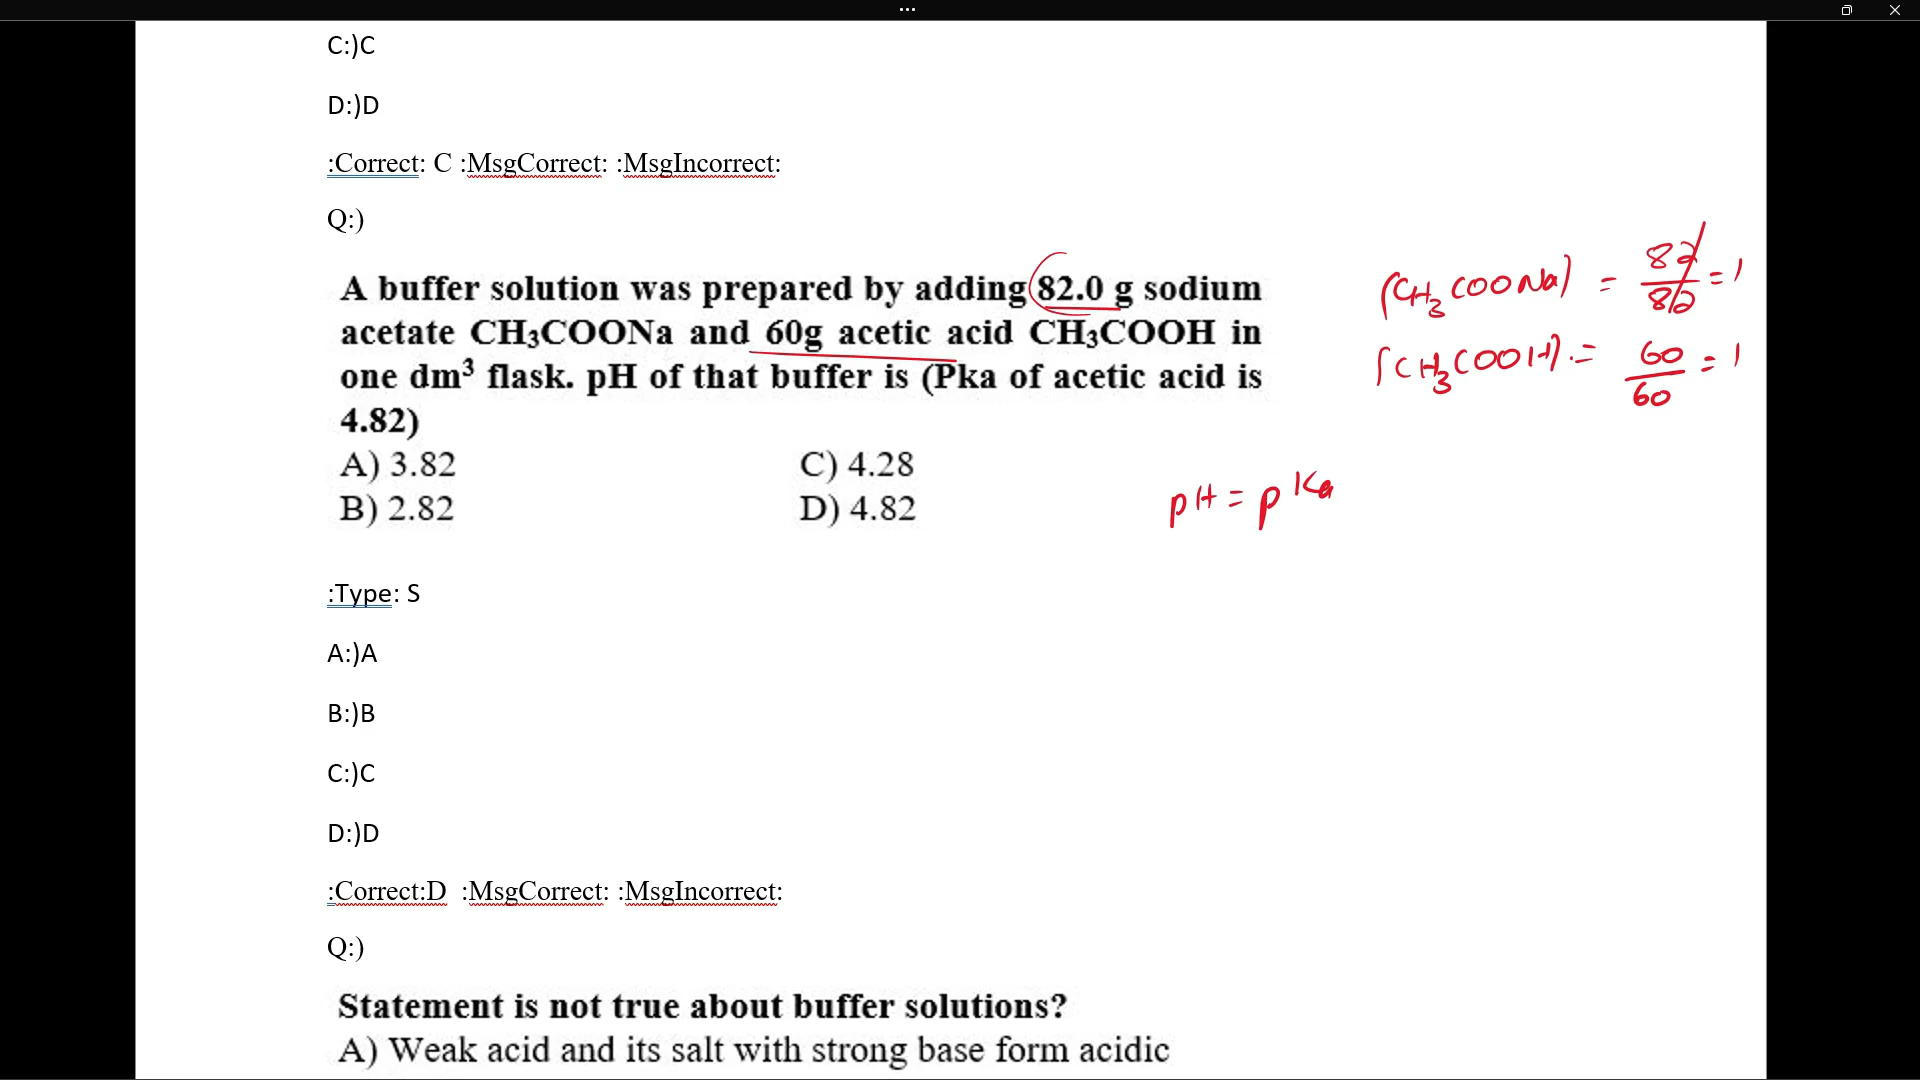 C:)C
D:)D
:Correct: C :MsgCorrect: :MsgIncorrect:
Q:)
A buffer solution was prepared by adding 82.0 g sodium
acetate CH₃COONa and 60g acetic acid CH₃COOH in
one dm³ flask. pH of that buffer is (Pka of acetic acid is
4.82)
A) 3.82
C) 4.28
B) 2.82
D) 4.82
(CH₃COONa) = 82/82 = 1
[CH₃COOH] = 60/60 = 1
pH = pKa
:Type: S
A:)A
B:)B
C:)C
D:)D
:Correct:D :MsgCorrect: :MsgIncorrect:
Q:)
Statement is not true about buffer solutions?
A) Weak acid and its salt with strong base form acidic